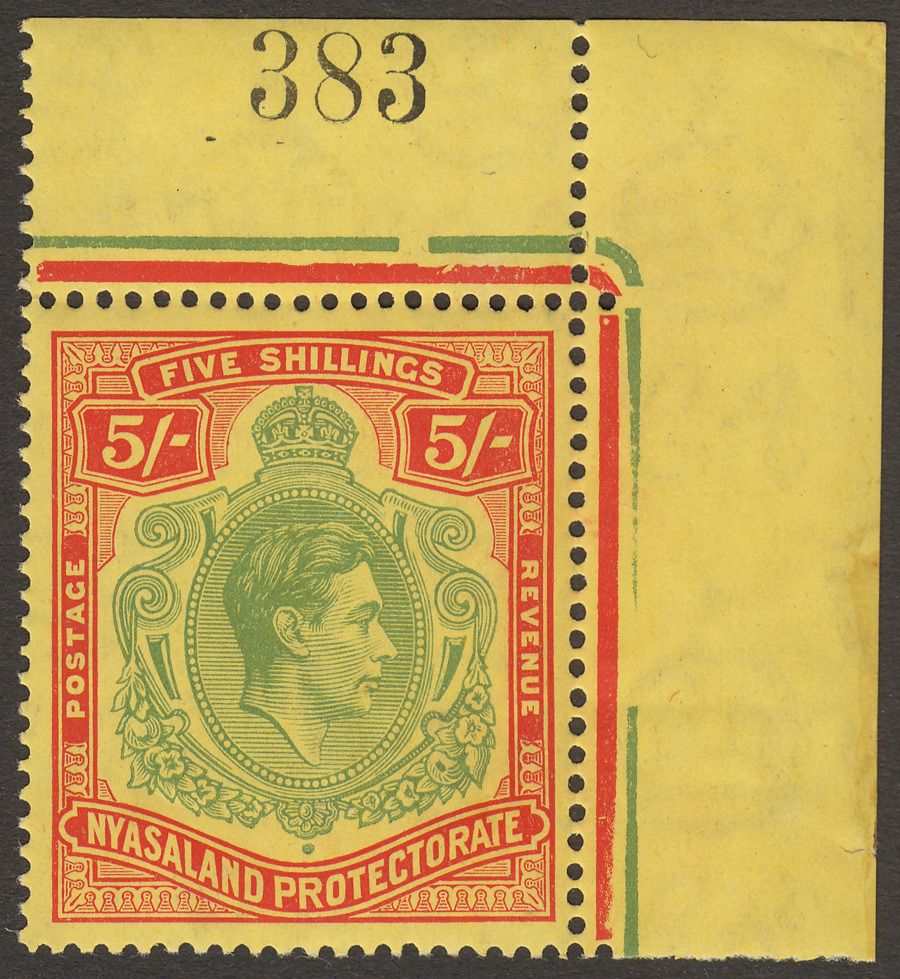 383
FIVE SHILLINGS
5/- 5/-
POSTAGE
REVENUE
NYASALAND PROTECTORATE